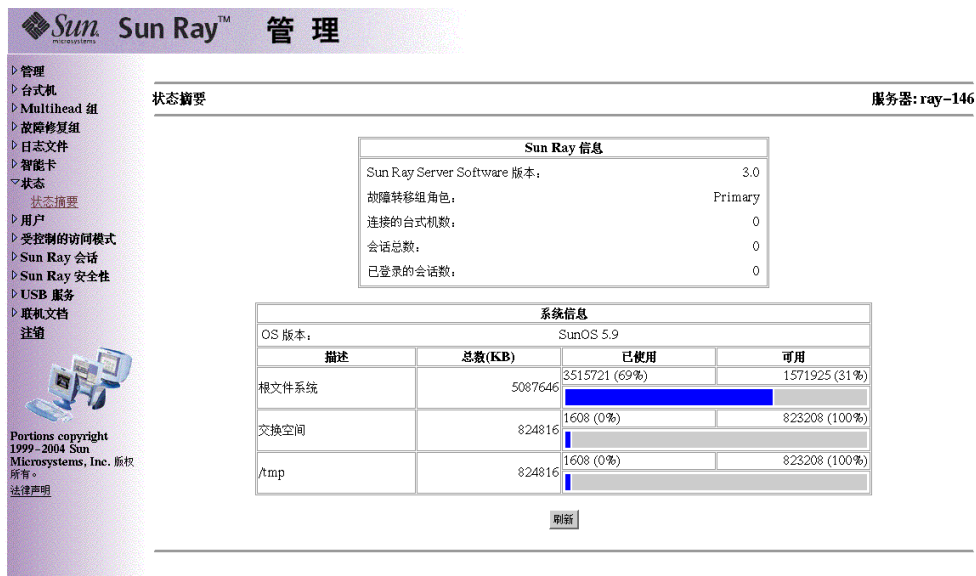 Sun microsystems Sun Ray™ 管 理
▷管理
▷台式机
▷Multihead 组
▷故障修复组
▷日志文件
▷智能卡
▽状态
状态摘要
▷用户
▷受控制的访问模式
▷Sun Ray 会话
▷Sun Ray 安全性
▷USB 服务
▷联机文档
注销
Portions copyright
1999-2004 Sun
Microsystems, Inc. 版权
所有。
法律声明
状态摘要 服务器: ray-146
Sun Ray 信息
Sun Ray Server Software 版本： 3.0
故障转移组角色： Primary
连接的台式机数： 0
会话总数： 0
已登录的会话数： 0
系统信息
OS 版本： SunOS 5.9
描述 总数(KB) 已使用 可用
根文件系统 5087646 3515721 (69%) 1571925 (31%)
交换空间 824816 1608 (0%) 823208 (100%)
/tmp 824816 1608 (0%) 823208 (100%)
刷新